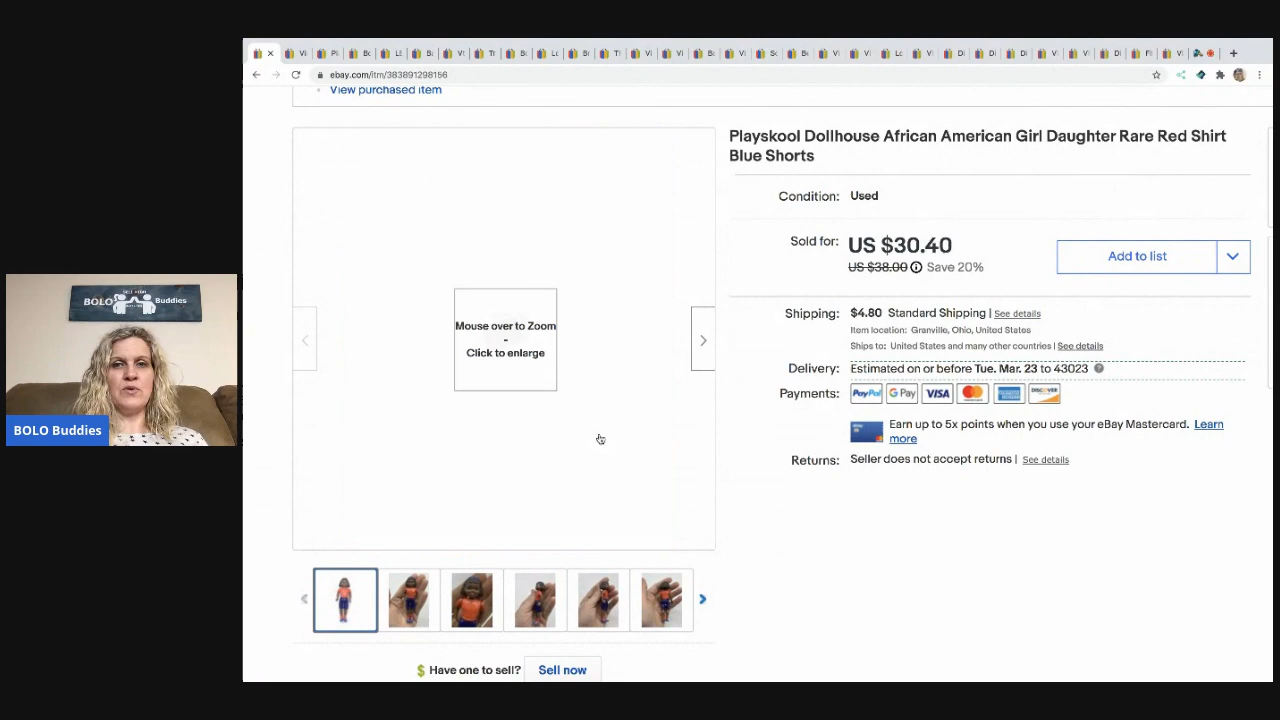 ebay.com/itm/383891298156
View purchased item
Playskool Dollhouse African American Girl Daughter Rare Red Shirt
Blue Shorts
Condition: Used
Sold for: US $30.40
US $38.00 Save 20%
Add to list
Shipping: $4.80 Standard Shipping | See details
Item location: Granville, Ohio, United States
Ships to: United States and many other countries | See details
Delivery: Estimated on or before Tue. Mar. 23 to 43023
Payments: PayPal G Pay VISA
Earn up to 5x points when you use your eBay Mastercard. Learn
more
Returns: Seller does not accept returns | See details
Mouse over to Zoom
-
Click to enlarge
Have one to sell? Sell now
BOLO Buddies
BOLO Buddies